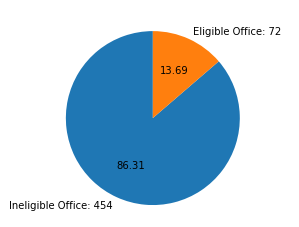 Eligible Office: 72
13.69
86.31
Ineligible Office: 454